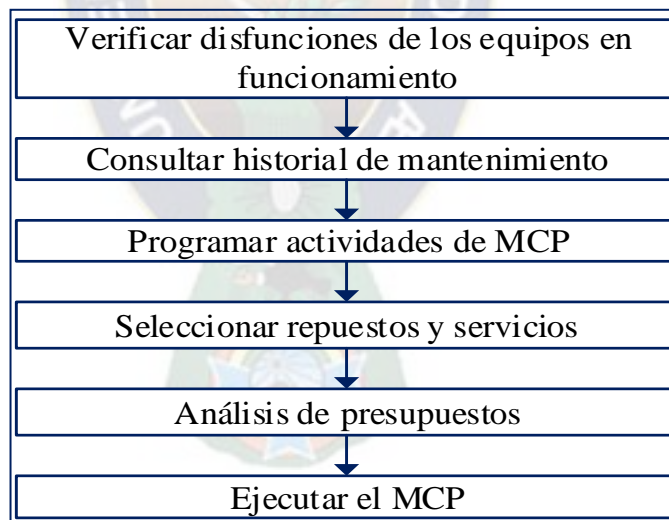 Verificar disfunciones de los equipos en
funcionamiento
Consultar historial de mantenimiento
Programar actividades de MCP
Seleccionar repuestos y servicios
Análisis de presupuestos
Ejecutar el MCP